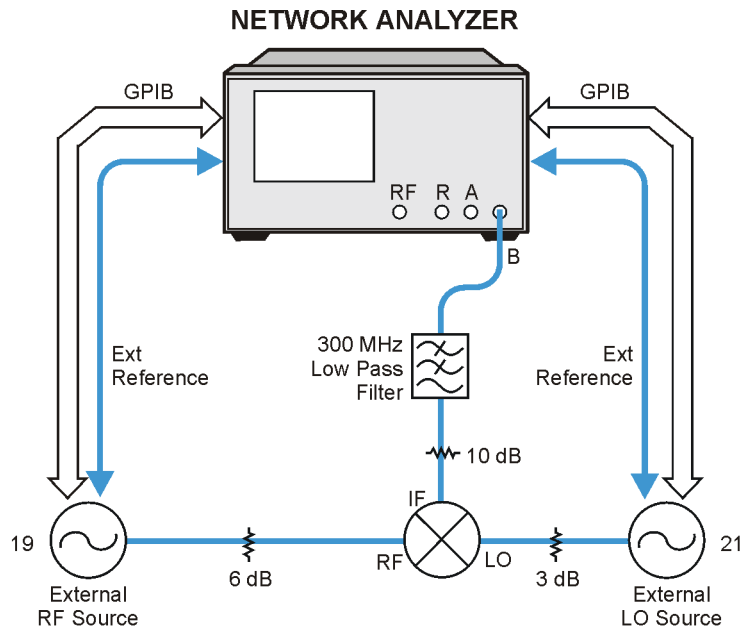 NETWORK ANALYZER
GPIB
GPIB
RF
R
A
B
300 MHz
Low Pass
Filter
Ext
Reference
Ext
Reference
10 dB
IF
RF
LO
19
21
6 dB
3 dB
External
RF Source
External
LO Source